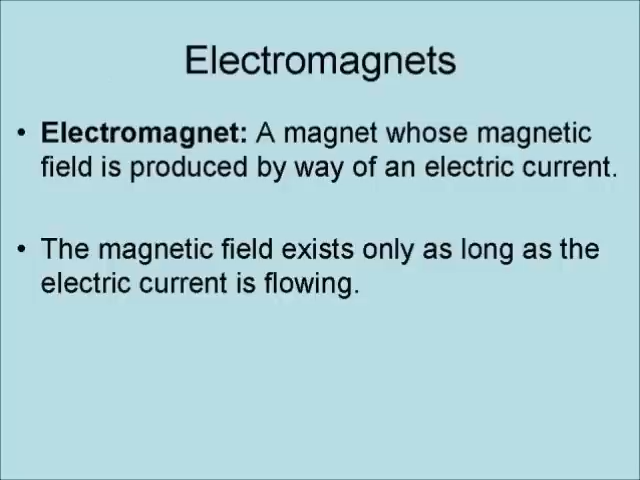 Electromagnets
• Electromagnet: A magnet whose magnetic
field is produced by way of an electric current.
• The magnetic field exists only as long as the
electric current is flowing.